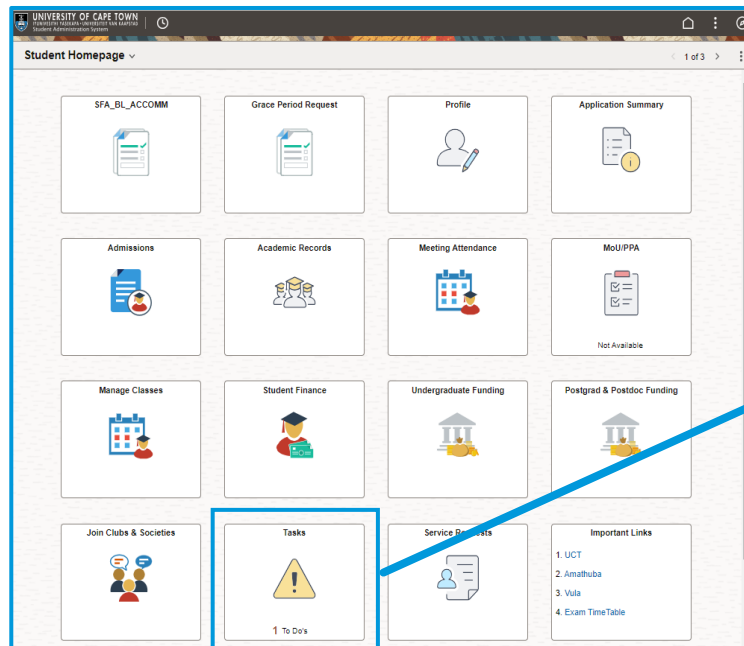 UNIVERSITY OF CAPE TOWN
IYUNIVESITHI YASEKAPA • UNIVERSITEIT VAN KAAPSTAD
Student Administration System
Student Homepage
1 of 3
SFA_BL_ACCOMM
Grace Period Request
Profile
Application Summary
Admissions
Academic Records
Meeting Attendance
MoU/PPA
Not Available
Manage Classes
Student Finance
Undergraduate Funding
Postgrad & Postdoc Funding
Join Clubs & Societies
Tasks
1 To Do's
Service Requests
Important Links
1. UCT
2. Amathuba
3. Vula
4. Exam TimeTable